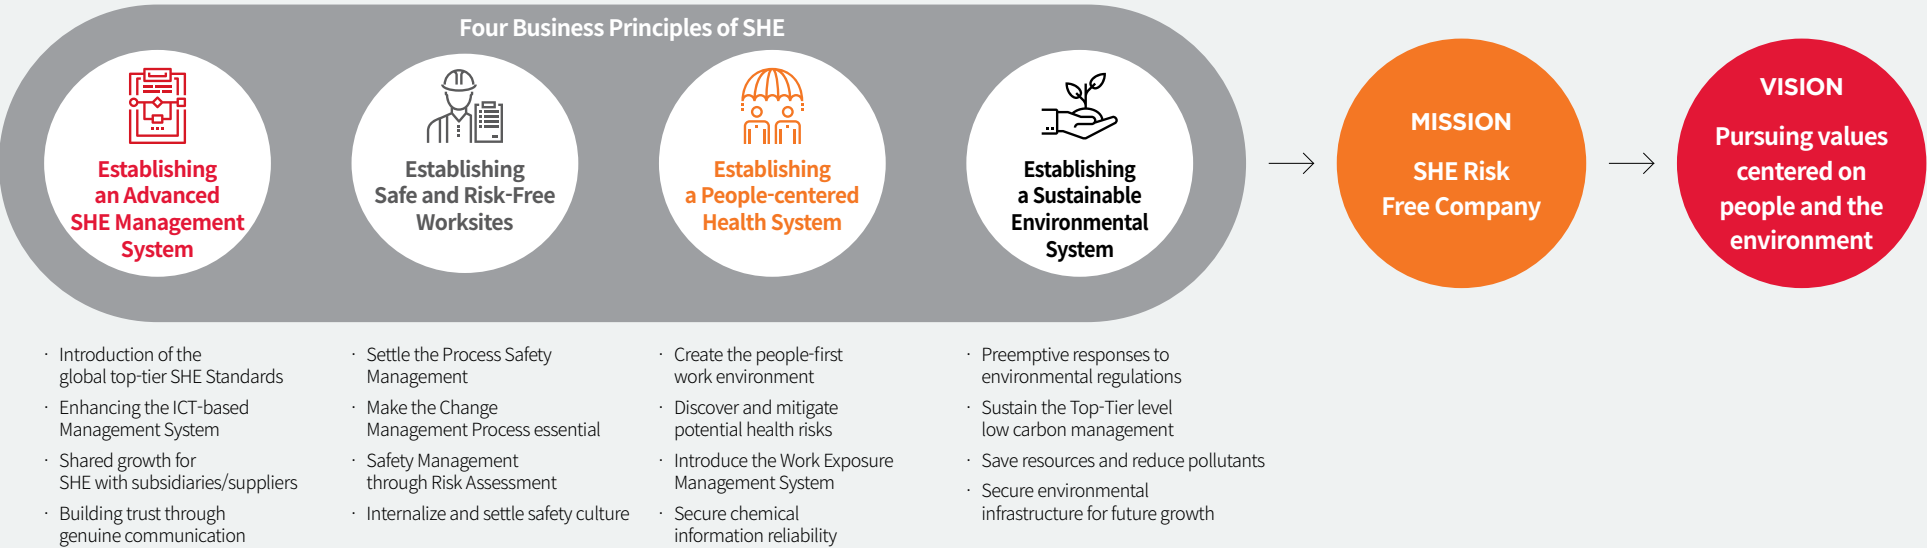 Four Business Principles of SHE
Establishing
an Advanced
SHE Management
System
Establishing
Safe and Risk-Free
Worksites
Establishing
a People-centered
Health System
Establishing
a Sustainable
Environmental
System
MISSION
SHE Risk
Free Company
VISION
Pursuing values
centered on
people and the
environment
· Introduction of the
global top-tier SHE Standards
· Enhancing the ICT-based
Management System
· Shared growth for
SHE with subsidiaries/suppliers
· Building trust through
genuine communication
· Settle the Process Safety
Management
· Make the Change
Management Process essential
· Safety Management
through Risk Assessment
· Internalize and settle safety culture
· Create the people-first
work environment
· Discover and mitigate
potential health risks
· Introduce the Work Exposure
Management System
· Secure chemical
information reliability
· Preemptive responses to
environmental regulations
· Sustain the Top-Tier level
low carbon management
· Save resources and reduce pollutants
· Secure environmental
infrastructure for future growth